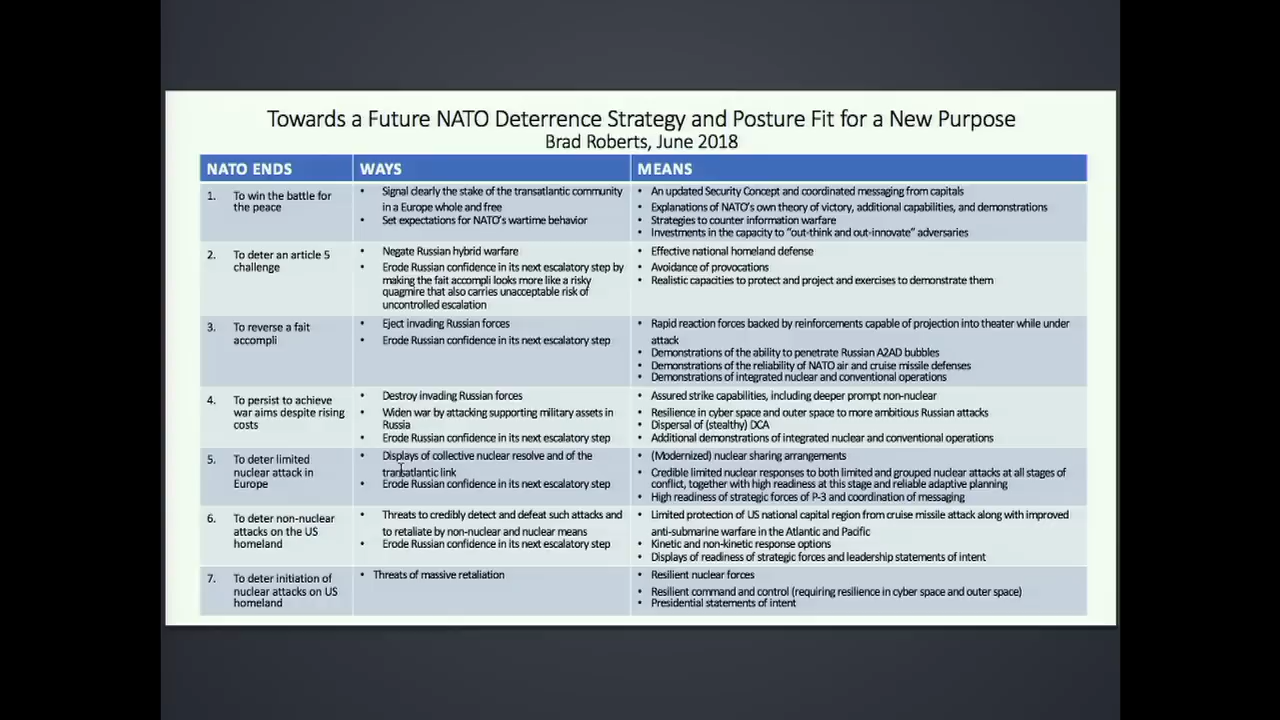 Towards a Future NATO Deterrence Strategy and Posture Fit for a New Purpose
Brad Roberts, June 2018
NATO ENDS
WAYS
MEANS
1. To win the battle for
the peace
• Signal clearly the stake of the transatlantic community
in a Europe whole and free
• Set expectations for NATO's wartime behavior
• An updated Security Concept and coordinated messaging from capitals
• Explanations of NATO's own theory of victory, additional capabilities, and demonstrations
• Strategies to counter information warfare
• Investments in the capacity to "out-think and out-innovate" adversaries
2. To deter an article 5
challenge
• Negate Russian hybrid warfare
• Erode Russian confidence in its next escalatory step by
making the fait accompli looks more like a risky
quagmire that also carries unacceptable risk of
uncontrolled escalation
• Effective national homeland defense
• Avoidance of provocations
• Realistic capacities to protect and project and exercises to demonstrate them
3. To reverse a fait
accompli
• Eject invading Russian forces
• Erode Russian confidence in its next escalatory step
• Rapid reaction forces backed by reinforcements capable of projection into theater while under
attack
• Demonstrations of the ability to penetrate Russian A2AD bubbles
• Demonstrations of the reliability of NATO air and cruise missile defenses
• Demonstrations of integrated nuclear and conventional operations
4. To persist to achieve
war aims despite rising
costs
• Destroy invading Russian forces
• Widen war by attacking supporting military assets in
Russia
• Erode Russian confidence in its next escalatory step
• Assured strike capabilities, including deeper prompt non-nuclear
• Resilience in cyber space and outer space to more ambitious Russian attacks
• Dispersal of (stealthy) DCA
• Additional demonstrations of integrated nuclear and conventional operations
5. To deter limited
nuclear attack in
Europe
• Displays of collective nuclear resolve and of the
transatlantic link
• Erode Russian confidence in its next escalatory step
• (Modernized) nuclear sharing arrangements
• Credible limited nuclear responses to both limited and grouped nuclear attacks at all stages of
conflict, together with high readiness at this stage and reliable adaptive planning
• High readiness of strategic forces of P-3 and coordination of messaging
6. To deter non-nuclear
attacks on the US
homeland
• Threats to credibly detect and defeat such attacks and
to retaliate by non-nuclear and nuclear means
• Erode Russian confidence in its next escalatory step
• Limited protection of US national capital region from cruise missile attack along with improved
anti-submarine warfare in the Atlantic and Pacific
• Kinetic and non-kinetic response options
• Displays of readiness of strategic forces and leadership statements of intent
7. To deter initiation of
nuclear attacks on US
homeland
• Threats of massive retaliation
• Resilient nuclear forces
• Resilient command and control (requiring resilience in cyber space and outer space)
• Presidential statements of intent